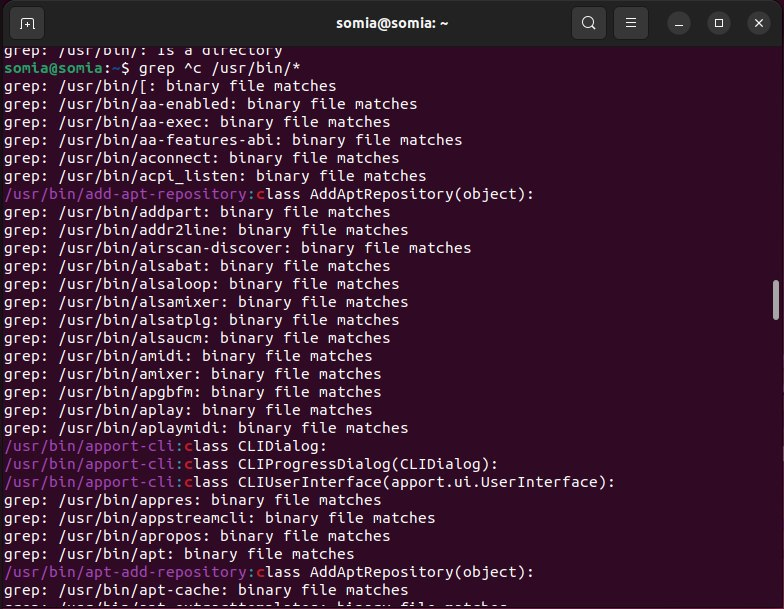 somia@somia: ~
grep: /usr/bin/: Is a directory
somia@somia:~$ grep ^c /usr/bin/*
grep: /usr/bin/[: binary file matches
grep: /usr/bin/aa-enabled: binary file matches
grep: /usr/bin/aa-exec: binary file matches
grep: /usr/bin/aa-features-abi: binary file matches
grep: /usr/bin/aconnect: binary file matches
grep: /usr/bin/acpi_listen: binary file matches
/usr/bin/add-apt-repository:class AddAptRepository(object):
grep: /usr/bin/addpart: binary file matches
grep: /usr/bin/addr2line: binary file matches
grep: /usr/bin/airscan-discover: binary file matches
grep: /usr/bin/alsabat: binary file matches
grep: /usr/bin/alsaloop: binary file matches
grep: /usr/bin/alsamixer: binary file matches
grep: /usr/bin/alsatplg: binary file matches
grep: /usr/bin/alsaucm: binary file matches
grep: /usr/bin/amidi: binary file matches
grep: /usr/bin/amixer: binary file matches
grep: /usr/bin/apgbfm: binary file matches
grep: /usr/bin/aplay: binary file matches
grep: /usr/bin/aplaymidi: binary file matches
/usr/bin/apport-cli:class CLIDialog:
/usr/bin/apport-cli:class CLIProgressDialog(CLIDialog):
/usr/bin/apport-cli:class CLIUserInterface(apport.ui.UserInterface):
grep: /usr/bin/appres: binary file matches
grep: /usr/bin/appstreamcli: binary file matches
grep: /usr/bin/apropos: binary file matches
grep: /usr/bin/apt: binary file matches
/usr/bin/apt-add-repository:class AddAptRepository(object):
grep: /usr/bin/apt-cache: binary file matches
grep: /usr/bin/apt-extracttemplates: binary file matches